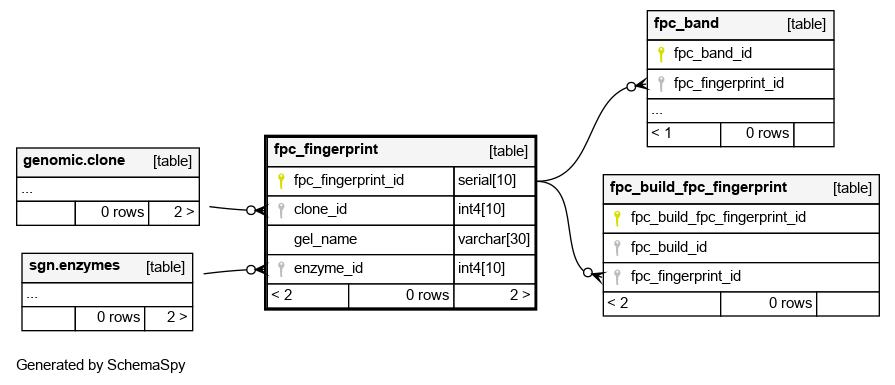 fpc_band [table]
fpc_band_id
fpc_fingerprint_id
...
< 1 0 rows
genomic.clone [table]
...
0 rows 2 >
sgn.enzymes [table]
...
0 rows 2 >
fpc_fingerprint [table]
fpc_fingerprint_id serial[10]
clone_id int4[10]
gel_name varchar[30]
enzyme_id int4[10]
< 2 0 rows 2 >
fpc_build_fpc_fingerprint [table]
fpc_build_fpc_fingerprint_id
fpc_build_id
fpc_fingerprint_id
< 2 0 rows
Generated by SchemaSpy